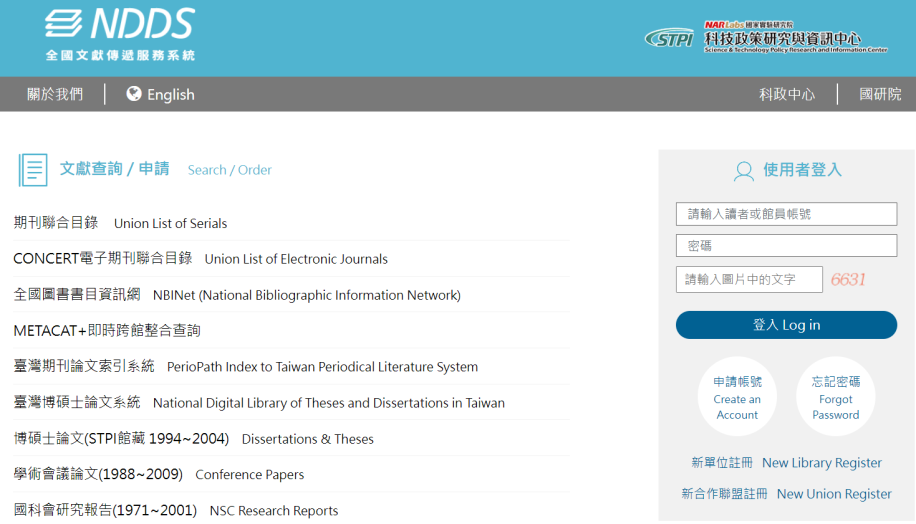 NDDS
全國文獻傳遞服務系統
STPI
NARLabs 國家實驗研究院
科技政策研究與資訊中心
Science & Technology Policy Research and Information Center
關於我們
English
科政中心
國研院
文獻查詢 / 申請 Search / Order
期刊聯合目錄 Union List of Serials
CONCERT電子期刊聯合目錄 Union List of Electronic Journals
全國圖書書目資訊網 NBINet (National Bibliographic Information Network)
METACAT+即時跨館整合查詢
臺灣期刊論文索引系統 PerioPath Index to Taiwan Periodical Literature System
臺灣博碩士論文系統 National Digital Library of Theses and Dissertations in Taiwan
博碩士論文(STPI館藏 1994~2004) Dissertations & Theses
學術會議論文(1988~2009) Conference Papers
國科會研究報告(1971~2001) NSC Research Reports
使用者登入
請輸入讀者或館員帳號
密碼
請輸入圖片中的文字 6631
登入 Log in
申請帳號
Create an
Account
忘記密碼
Forgot
Password
新單位註冊 New Library Register
新合作聯盟註冊 New Union Register